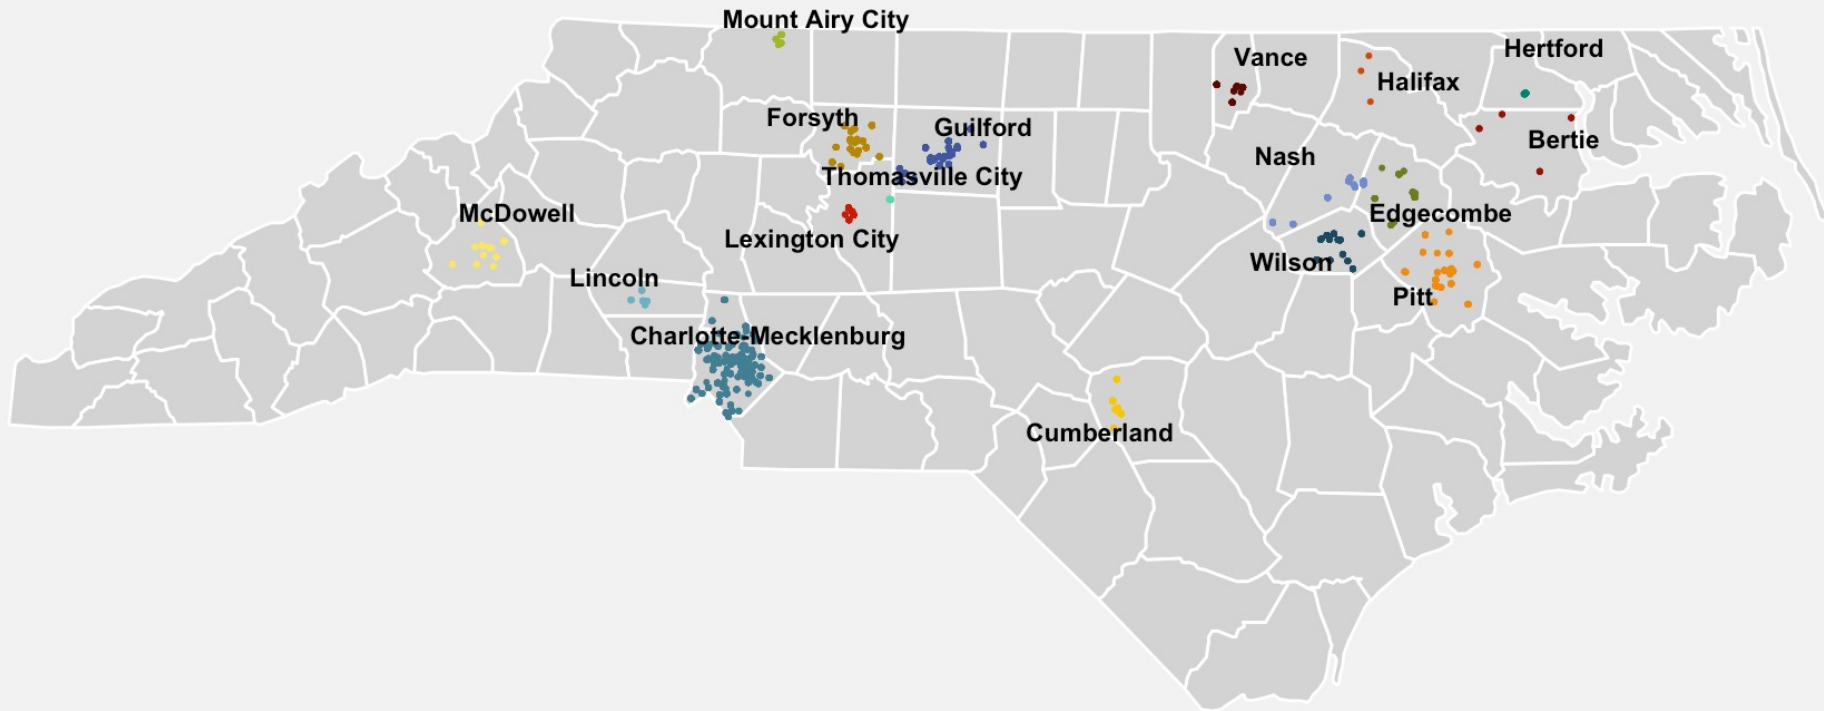 Mount Airy City
Vance
Hertford
Halifax
Forsyth
Guilford
Bertie
Nash
Thomasville City
McDowell
Edgecombe
Lexington City
Wilson
Lincoln
Pitt
Charlotte-Mecklenburg
Cumberland